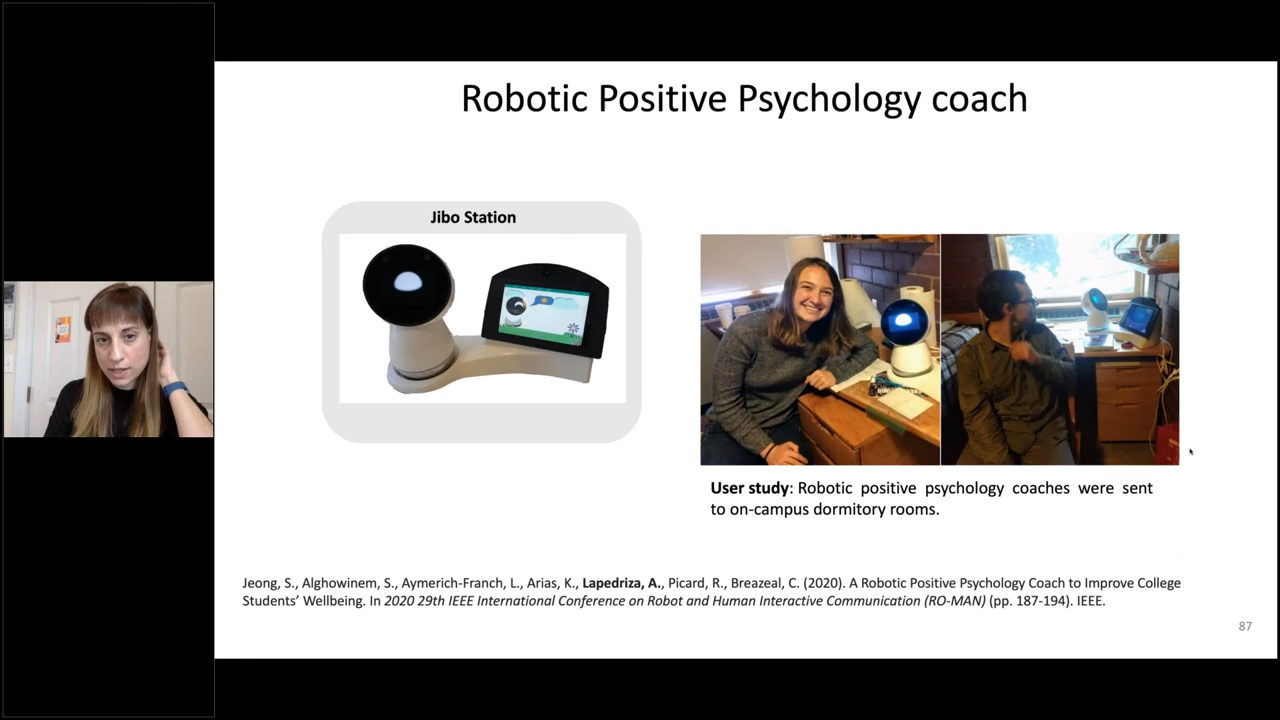 Robotic Positive Psychology coach
Jibo Station
User study: Robotic positive psychology coaches were sent
to on-campus dormitory rooms.
Jeong, S., Alghowinem, S., Aymerich-Franch, L., Arias, K., Lapedriza, A., Picard, R., Breazeal, C. (2020). A Robotic Positive Psychology Coach to Improve College
Students’ Wellbeing. In 2020 29th IEEE International Conference on Robot and Human Interactive Communication (RO-MAN) (pp. 187-194). IEEE.
87